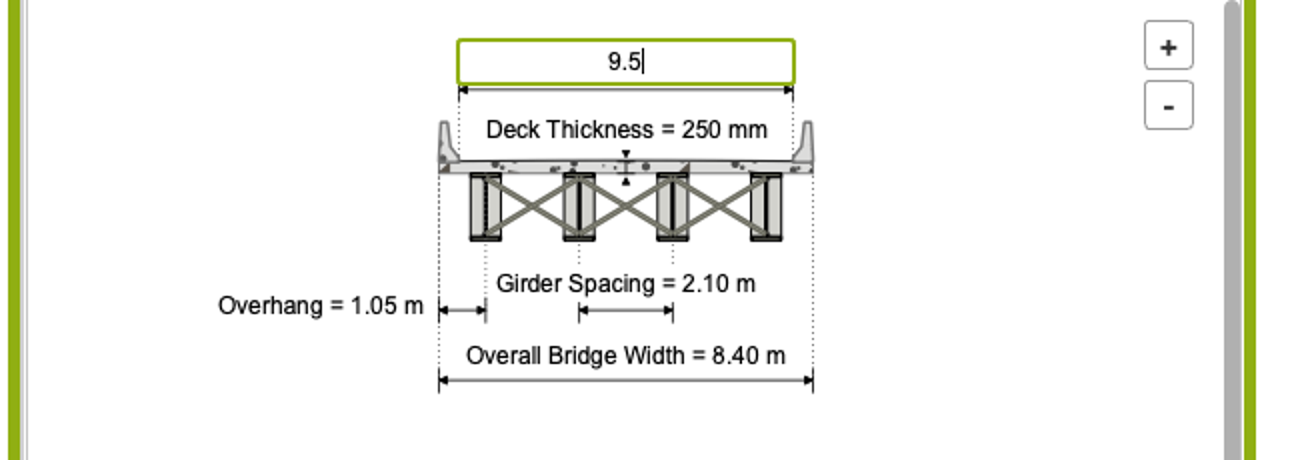 9.5
+
-
Deck Thickness = 250 mm
Girder Spacing = 2.10 m
Overhang = 1.05 m
Overall Bridge Width = 8.40 m